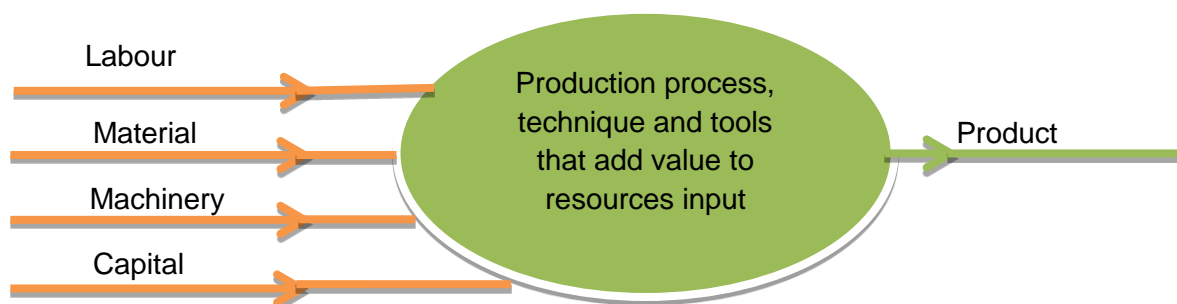 Labour
Material
Machinery
Capital
Production process,
technique and tools
that add value to
resources input
Product